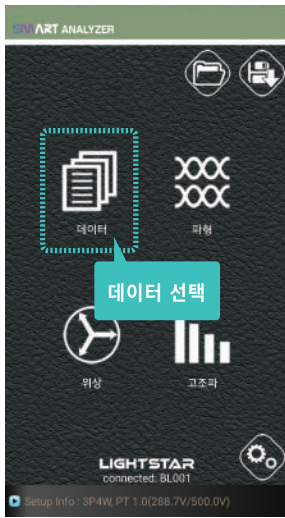 SMART ANALYZER
데이터
파형
데이터 선택
위상
고조파
LIGHTSTAR
connected: BL001
Setup Info : 3P4W, PT 1.0(288.7V/500.0V)